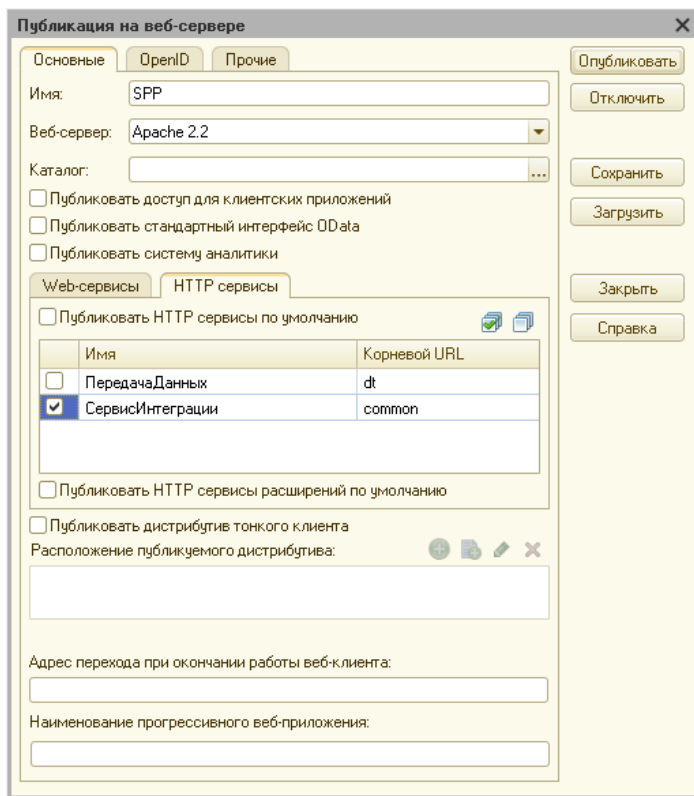 Публикация на веб-сервере
Основные OpenID Прочие
Опубликовать
Имя: SPP
Отключить
Веб-сервер: Apache 2.2
Каталог: ...
Сохранить
Публиковать доступ для клиентских приложений
Загрузить
Публиковать стандартный интерфейс OData
Публиковать систему аналитики
Web-сервисы HTTP сервисы
Закрыть
Публиковать HTTP сервисы по умолчанию
Справка
Имя Корневой URL
ПередачаДанных dt
СервисИнтеграции common
Публиковать HTTP сервисы расширений по умолчанию
Публиковать дистрибутив тонкого клиента
Расположение публикуемого дистрибутива:
Адрес перехода при окончании работы веб-клиента:
Наименование прогрессивного веб-приложения: